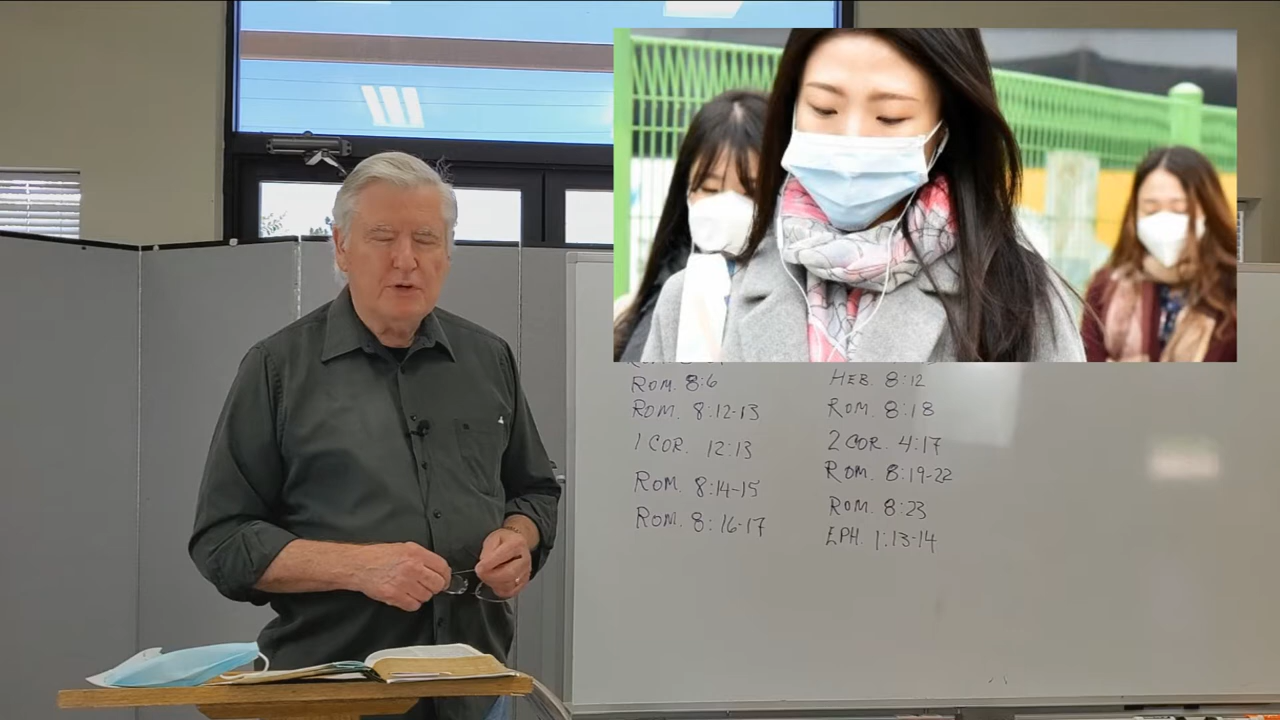 ROM. 8:6
ROM. 8:12-13
1 COR. 12:13
ROM. 8:14-15
ROM. 8:16-17
HEB. 8:12
ROM. 8:18
2 COR. 4:17
ROM. 8:19-22
ROM. 8:23
EPH. 1:13-14